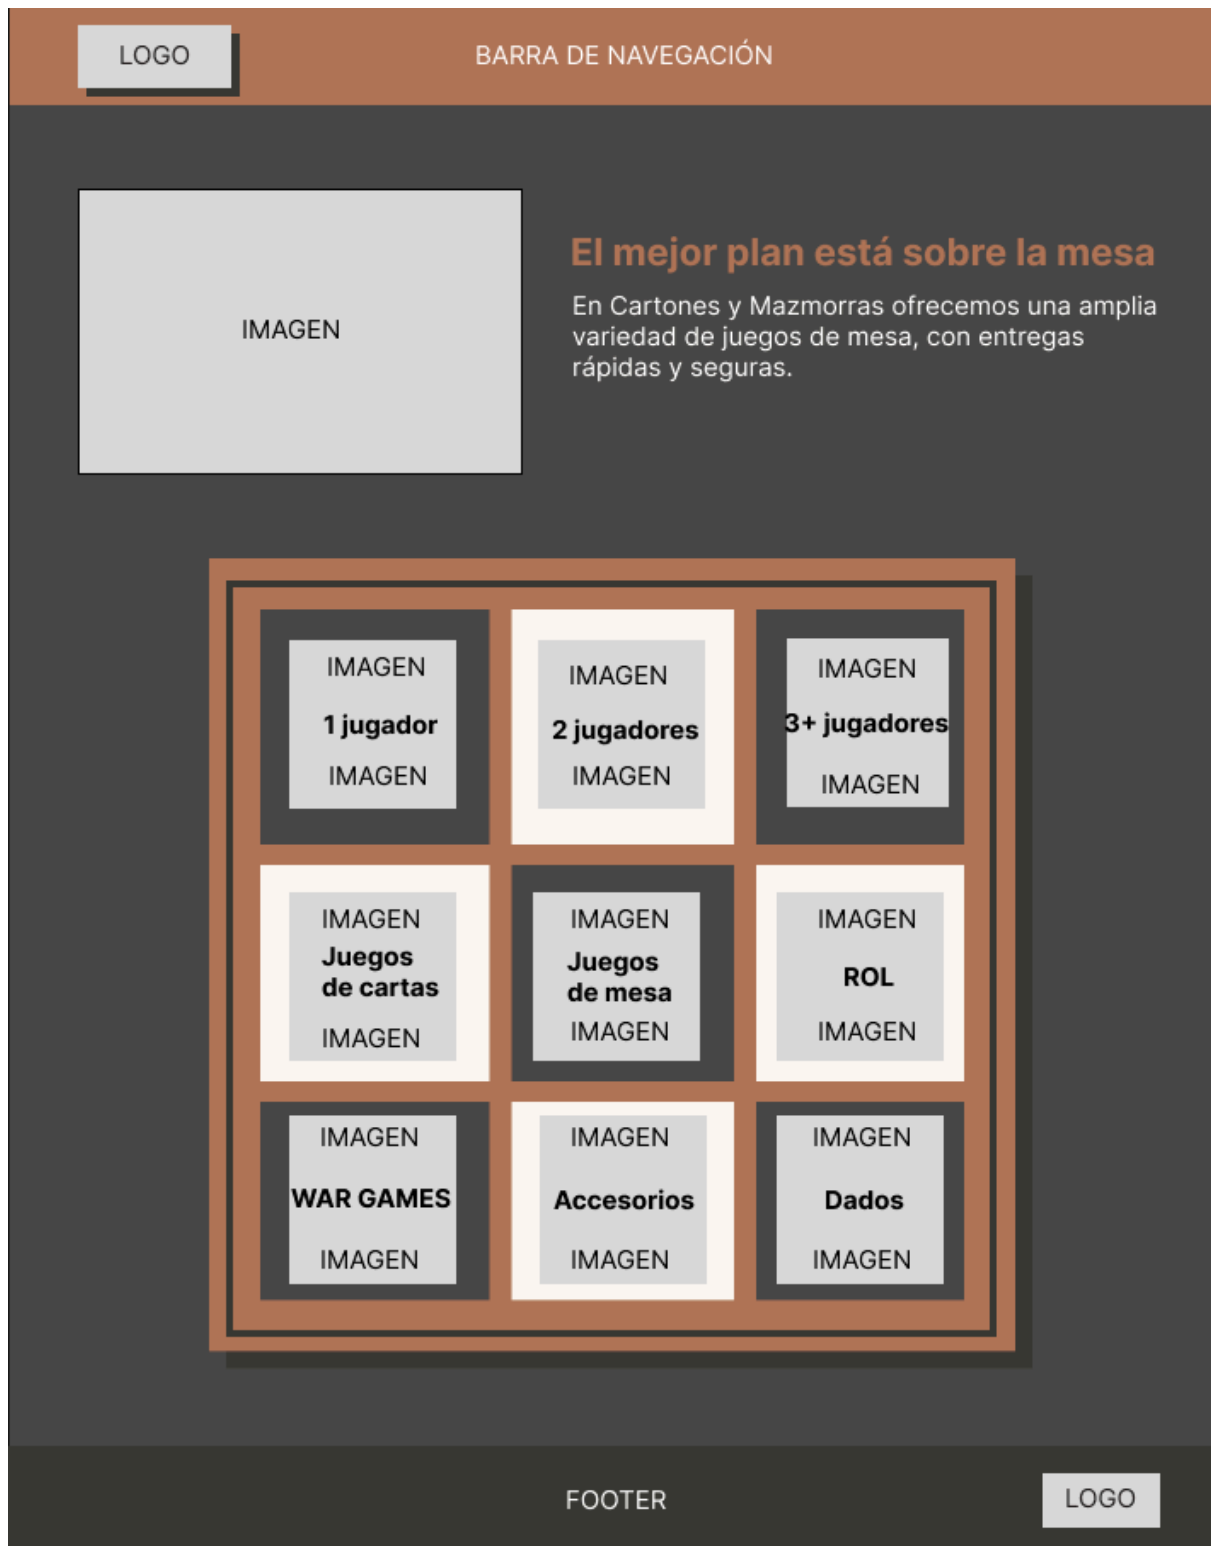 LOGO
BARRA DE NAVEGACIÓN
IMAGEN
El mejor plan está sobre la mesa
En Cartones y Mazmorras ofrecemos una amplia
variedad de juegos de mesa, con entregas
rápidas y seguras.
IMAGEN
1 jugador
IMAGEN
IMAGEN
2 jugadores
IMAGEN
IMAGEN
3+ jugadores
IMAGEN
IMAGEN
Juegos
de cartas
IMAGEN
IMAGEN
Juegos
de mesa
IMAGEN
IMAGEN
ROL
IMAGEN
IMAGEN
WAR GAMES
IMAGEN
IMAGEN
Accesorios
IMAGEN
IMAGEN
Dados
IMAGEN
FOOTER
LOGO